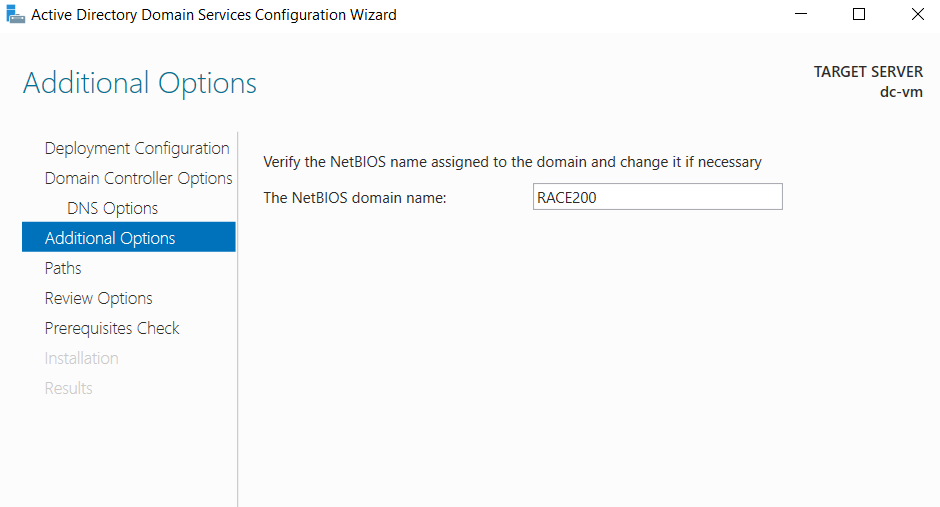 Active Directory Domain Services Configuration Wizard
Additional Options
TARGET SERVER
dc-vm
Deployment Configuration
Domain Controller Options
DNS Options
Additional Options
Paths
Review Options
Prerequisites Check
Installation
Results
Verify the NetBIOS name assigned to the domain and change it if necessary
The NetBIOS domain name: RACE200